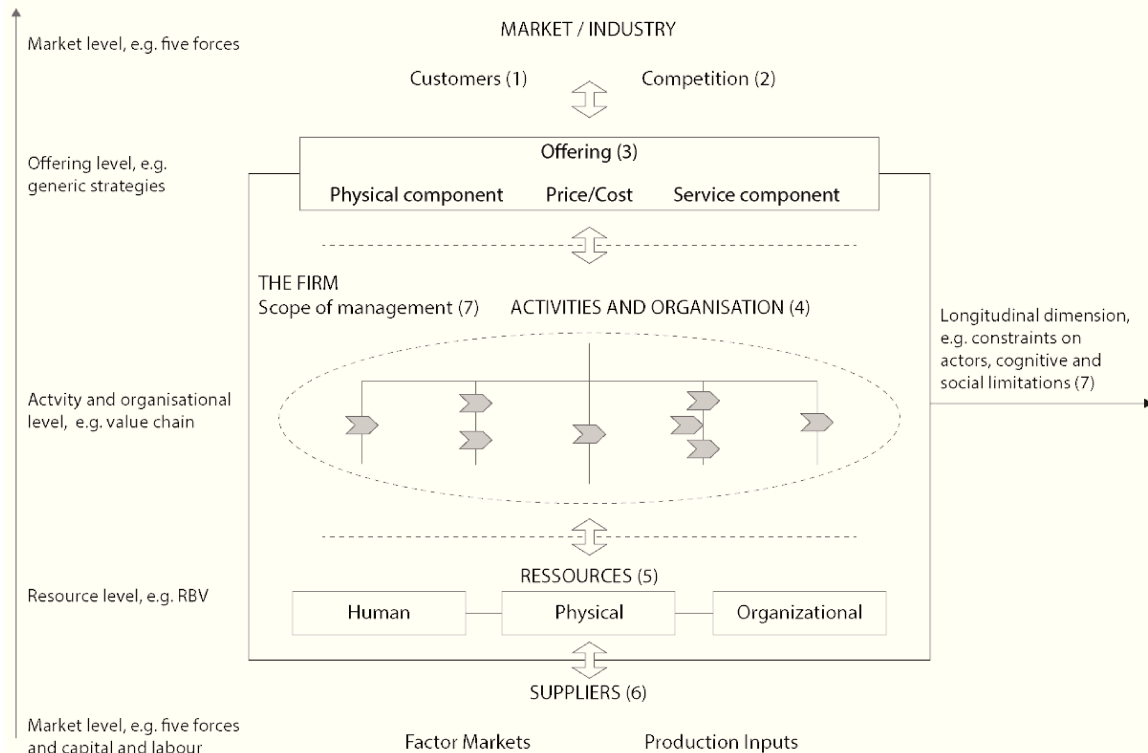 MARKET / INDUSTRY
Market level, e.g. five forces
Customers (1) Competition (2)
Offering (3)
Offering level, e.g.
generic strategies
Physical component Price/Cost Service component
THE FIRM
Scope of management (7) ACTIVITIES AND ORGANISATION (4)
Longitudinal dimension,
e.g. constraints on
actors, cognitive and
social limitations (7)
Actvity and organisational
level, e.g. value chain
RESSOURCES (5)
Resource level, e.g. RBV
Human Physical Organizational
SUPPLIERS (6)
Market level, e.g. five forces
and capital and labour
Factor Markets Production Inputs